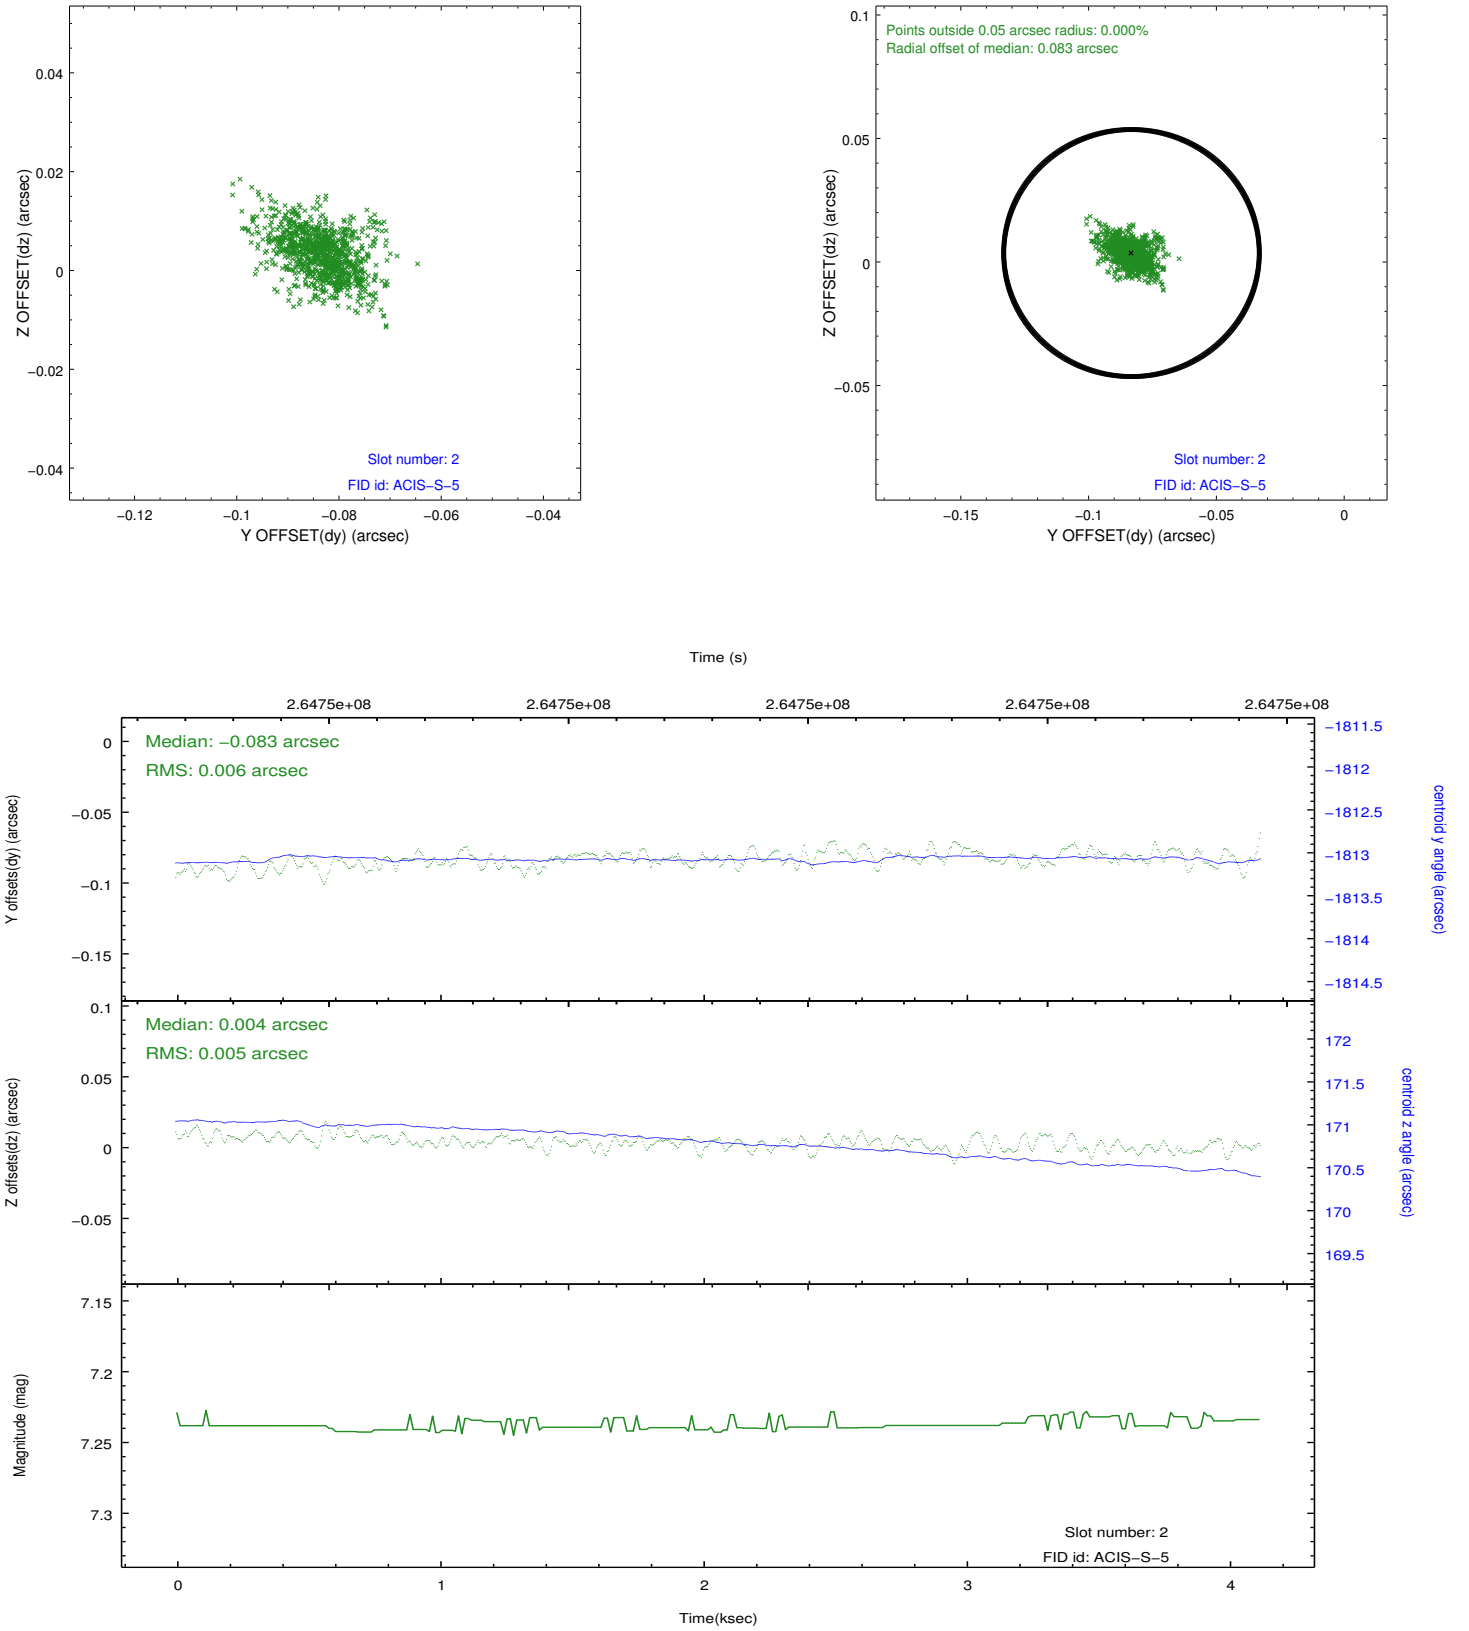 0.04
0.02
0
−0.02
−0.04
Z OFFSET(dz) (arcsec)
Slot number: 2
FID id: ACIS−S−5
−0.12
−0.1
−0.08
−0.06
−0.04
Y OFFSET(dy) (arcsec)
Points outside 0.05 arcsec radius: 0.000%
Radial offset of median: 0.083 arcsec
0.1
0.05
0
−0.05
Z OFFSET(dz) (arcsec)
Slot number: 2
FID id: ACIS−S−5
−0.15
−0.1
−0.05
0
Y OFFSET(dy) (arcsec)
Time (s)
2.6475e+08
2.6475e+08
2.6475e+08
2.6475e+08
2.6475e+08
Median: −0.083 arcsec
RMS: 0.006 arcsec
0
−0.05
−0.1
−0.15
Y offsets(dy) (arcsec)
−1811.5
−1812
−1812.5
−1813
−1813.5
−1814
−1814.5
centroid y angle (arcsec)
Median: 0.004 arcsec
RMS: 0.005 arcsec
0.1
0.05
0
−0.05
Z offsets(dz) (arcsec)
172
171.5
171
170.5
170
169.5
centroid z angle (arcsec)
7.15
7.2
7.25
7.3
Magnitude (mag)
Slot number: 2
FID id: ACIS−S−5
0
1
2
3
4
Time(ksec)